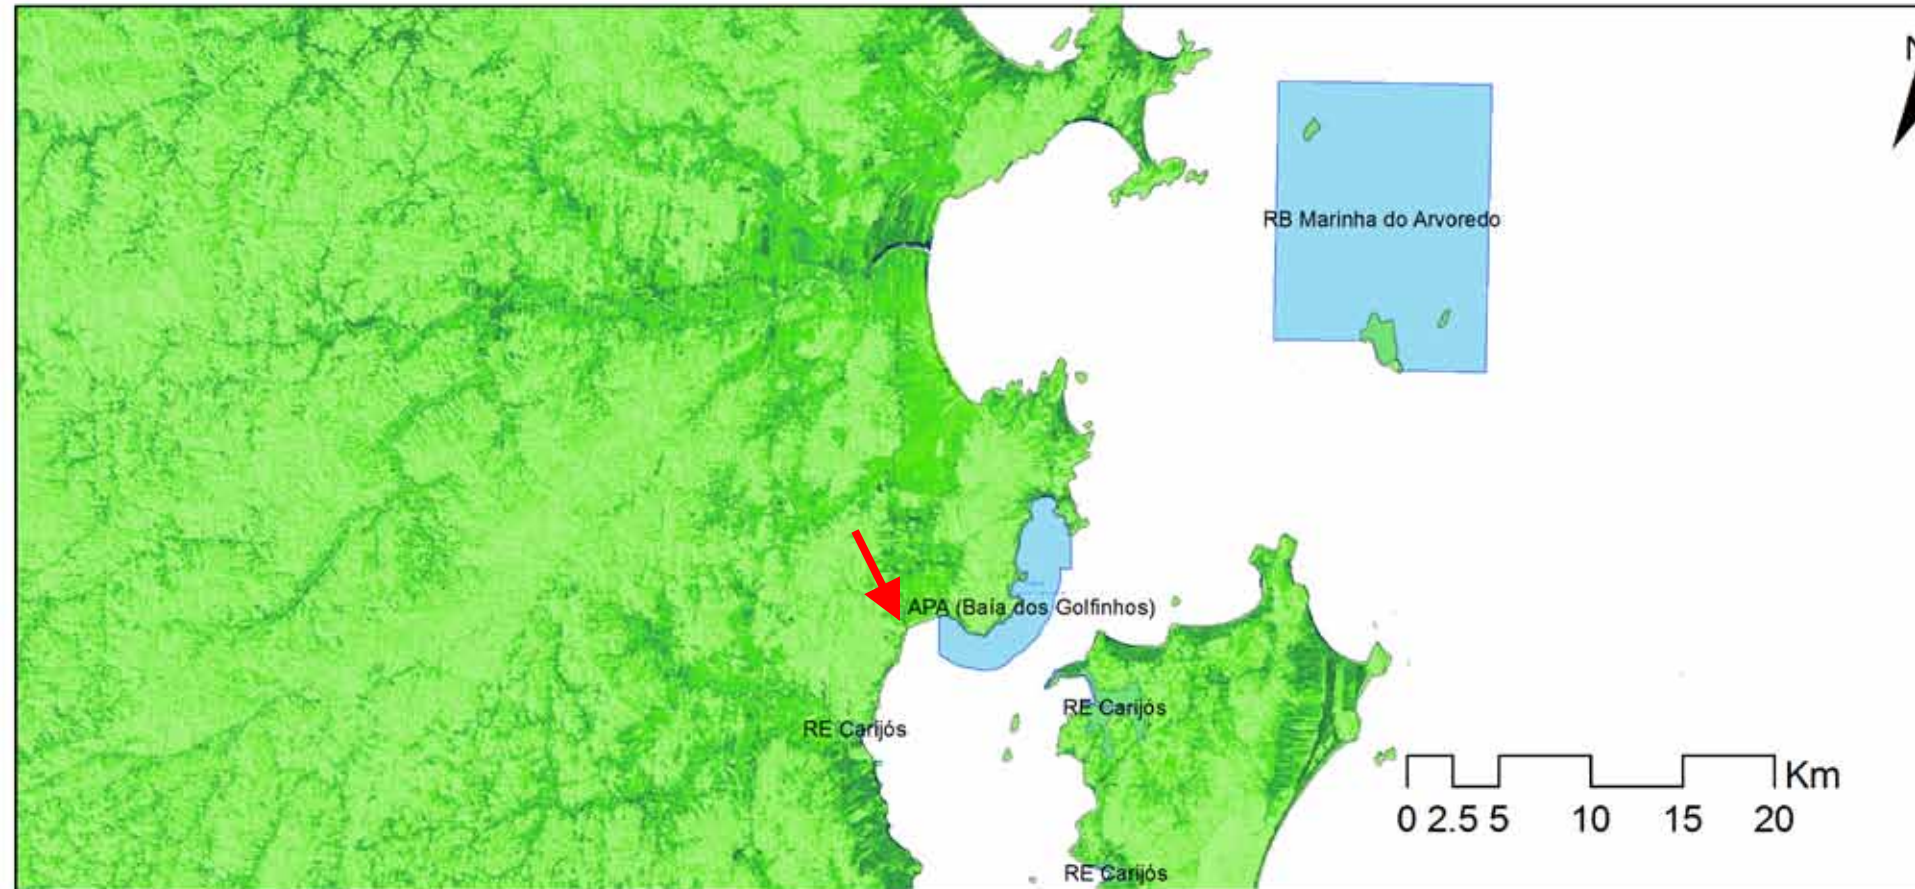 N
RB Marinha do Arvoredo
APA (Baía dos Golfinhos)
RE Carijós
RE Carijós
Km
0 2.5 5 10 15 20
RE Carijós